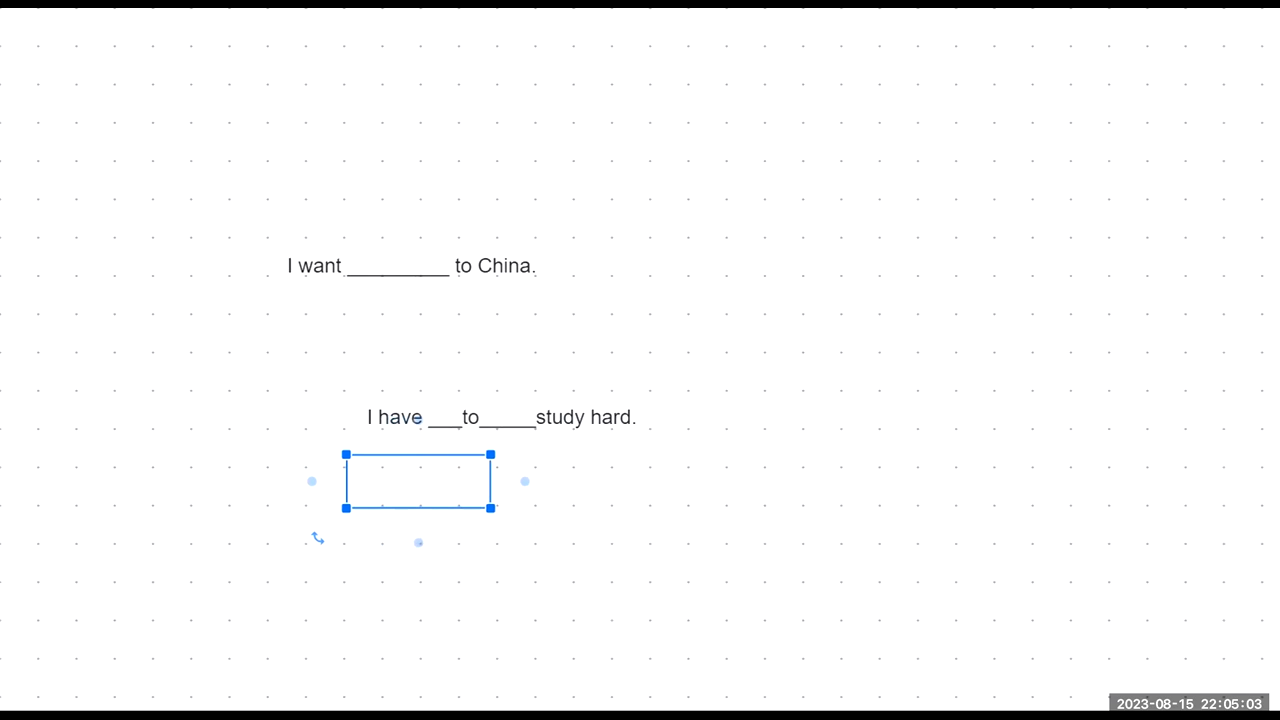 I want _________ to China.
I have ___to_____study hard.
2023-08-15 22:05:03